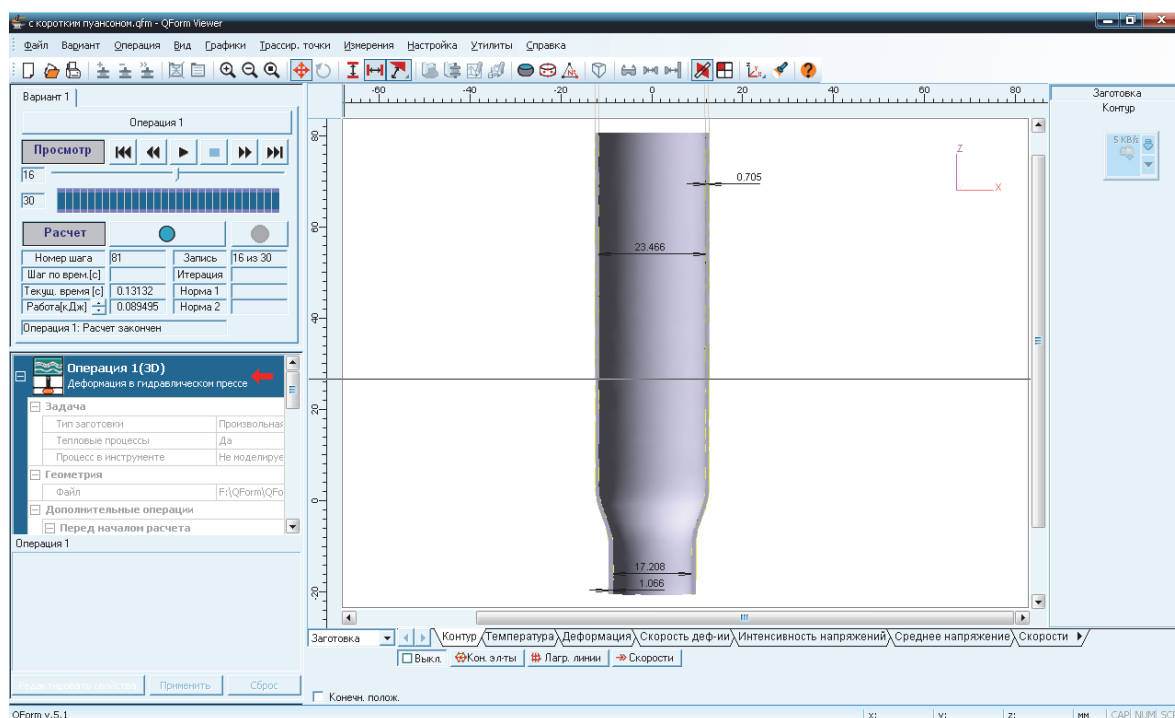 с коротким пуансоном.qfm - QForm Viewer
Файл Вариант Операция Вид Графики Трассир. точки Измерения Настройка Утилиты Справка
Вариант 1
Операция 1
Просмотр
16
30
Расчет
Номер шага 81 Запись 16 из 30
Шаг по врем.[с] Итерация
Текущ. время [с] 0.13132 Норма 1
Работа[кДж] 0.089495 Норма 2
Операция 1: Расчет закончен
Операция 1(3D)
Деформация в гидравлическом прессе
Задача
Тип заготовки Произвольная
Тепловые процессы Да
Процесс в инструменте Не моделируе
Геометрия
Файл F:\QForm\QFo
Дополнительные операции
Перед началом расчета
Операция 1
Редактировать свойства Применить Сброс
-60 -40 -20 0 20 40 60 80
80
60
40
20
0
20
0.705
23.466
17.208
1.066
Z
X
Заготовка
Контур
5 KB/s
Заготовка Контур Температура Деформация Скорость деф-ии Интенсивность напряжений Среднее напряжение Скорости
Выкл. Кон. эл-ты Лагр. линии Скорости
Конечн. полож.
QForm v.5.1 x: y: z: мм CAP NUM SC